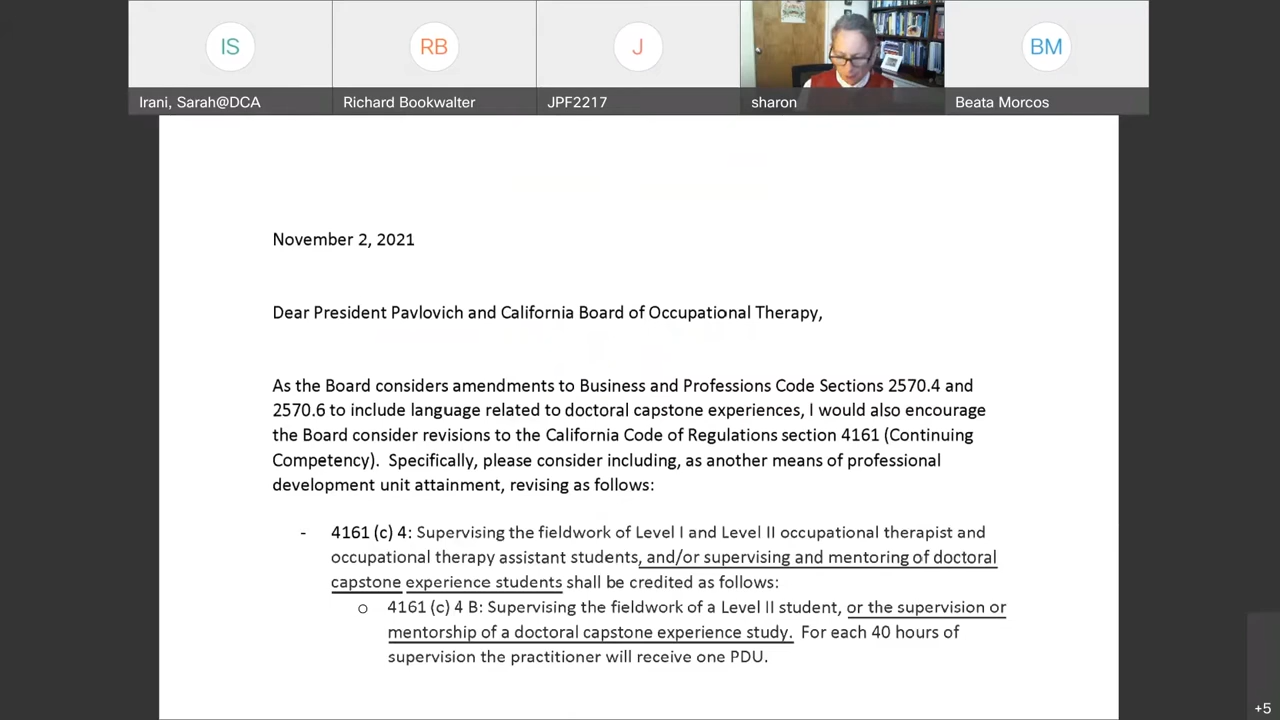 IS
RB
J
BM
Irani, Sarah@DCA
Richard Bookwalter
JPF2217
sharon
Beata Morcos
November 2, 2021
Dear President Pavlovich and California Board of Occupational Therapy,
As the Board considers amendments to Business and Professions Code Sections 2570.4 and
2570.6 to include language related to doctoral capstone experiences, I would also encourage
the Board consider revisions to the California Code of Regulations section 4161 (Continuing
Competency).  Specifically, please consider including, as another means of professional
development unit attainment, revising as follows:
- 4161 (c) 4: Supervising the fieldwork of Level I and Level II occupational therapist and
occupational therapy assistant students, and/or supervising and mentoring of doctoral
capstone experience students shall be credited as follows:
o 4161 (c) 4 B: Supervising the fieldwork of a Level II student, or the supervision or
mentorship of a doctoral capstone experience study.  For each 40 hours of
supervision the practitioner will receive one PDU.
+5